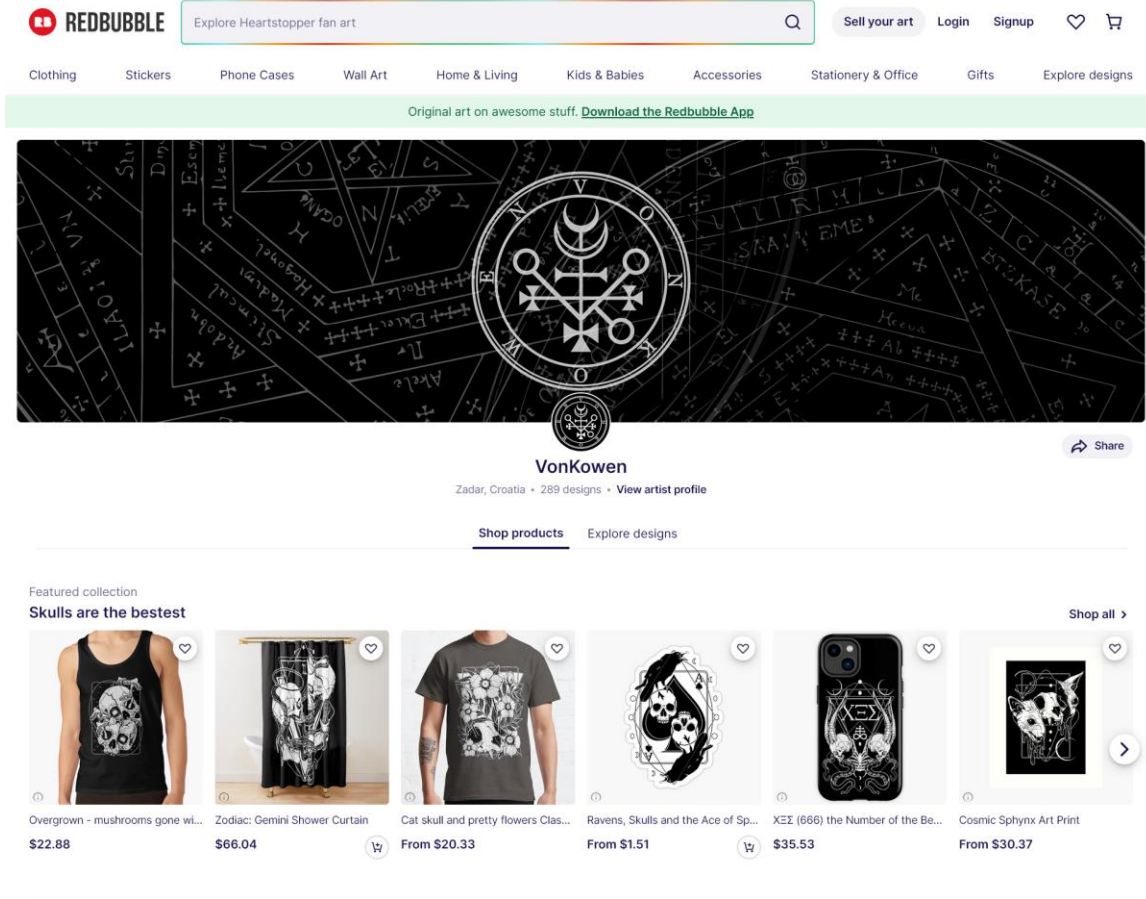 REDBUBBLE
Explore Heartstopper fan art
Sell your art Login Signup
Clothing Stickers Phone Cases Wall Art Home & Living Kids & Babies Accessories Stationery & Office Gifts Explore designs
Original art on awesome stuff. Download the Redbubble App
VONKOWEN
Share
VonKowen
Zadar, Croatia • 289 designs • View artist profile
Shop products Explore designs
Featured collection
Skulls are the bestest
Shop all >
Overgrown - mushrooms gone wi...
Zodiac: Gemini Shower Curtain
Cat skull and pretty flowers Clas...
Ravens, Skulls and the Ace of Sp...
ΧΞΣ (666) the Number of the Be...
Cosmic Sphynx Art Print
$22.88
$66.04
From $20.33
From $1.51
$35.53
From $30.37